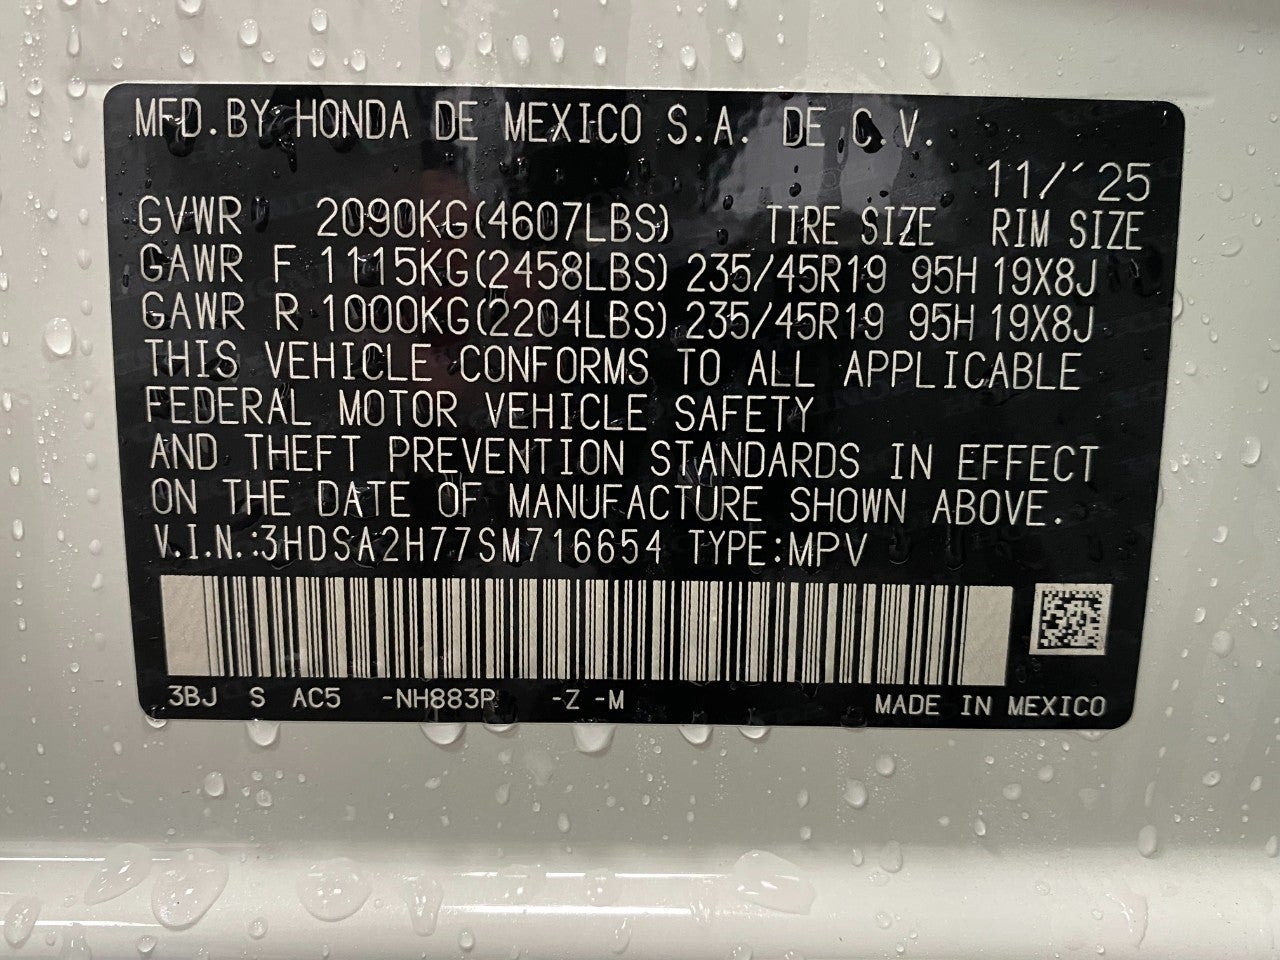 MFD.BY HONDA DE MEXICO S.A. DE C.V.
11/'25
GVWR 2090KG(4607LBS) TIRE SIZE RIM SIZE
GAWR F 1115KG(2458LBS) 235/45R19 95H 19X8J
GAWR R 1000KG(2204LBS) 235/45R19 95H 19X8J
THIS VEHICLE CONFORMS TO ALL APPLICABLE
FEDERAL MOTOR VEHICLE SAFETY
AND THEFT PREVENTION STANDARDS IN EFFECT
ON THE DATE OF MANUFACTURE SHOWN ABOVE.
V.I.N.:3HDSA2H77SM716654 TYPE:MPV
3BJ S AC5 -NH883P -Z -M MADE IN MEXICO